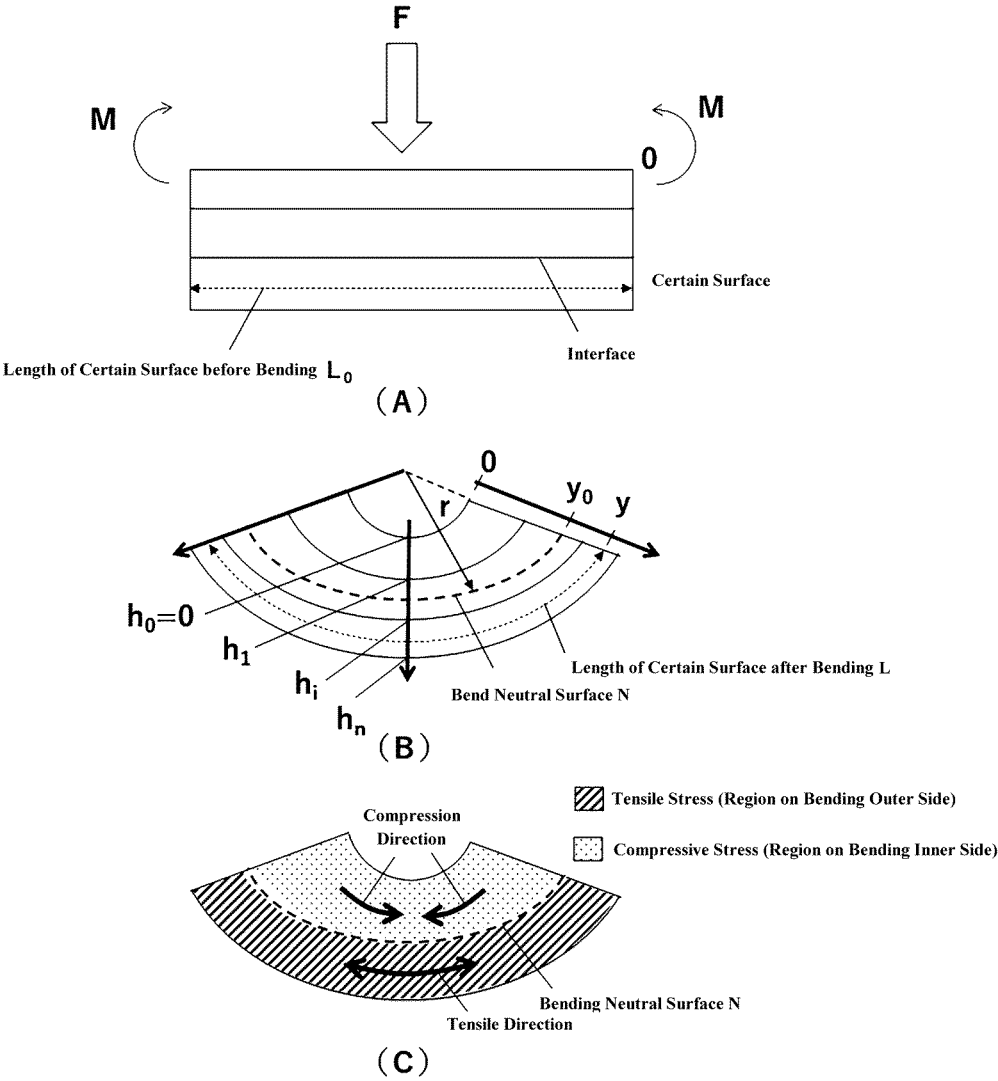 F
M
M
0
Certain Surface
Interface
Length of Certain Surface before Bending L₀
(A)
0
y₀
y
r
h₀=0
h₁
hᵢ
hₙ
Length of Certain Surface after Bending L
Bend Neutral Surface N
(B)
Tensile Stress (Region on Bending Outer Side)
Compression
Direction
Compressive Stress (Region on Bending Inner Side)
Bending Neutral Surface N
Tensile Direction
(C)